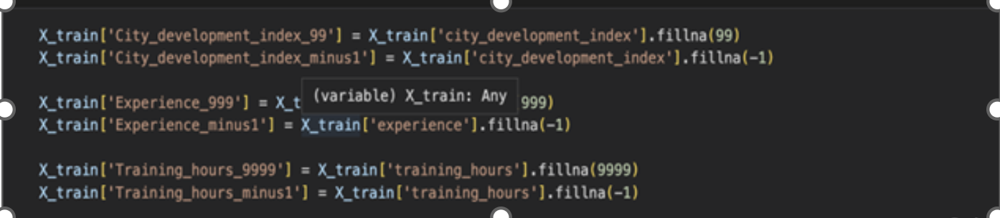 X_train['City_development_index_99'] = X_train['city_development_index'].fillna(99)
X_train['City_development_index_minus1'] = X_train['city_development_index'].fillna(-1)
(variable) X_train: Any
X_train['Experience_999'] = X_t 999)
X_train['Experience_minus1'] = X_train['experience'].fillna(-1)
X_train['Training_hours_9999'] = X_train['training_hours'].fillna(9999)
X_train['Training_hours_minus1'] = X_train['training_hours'].fillna(-1)